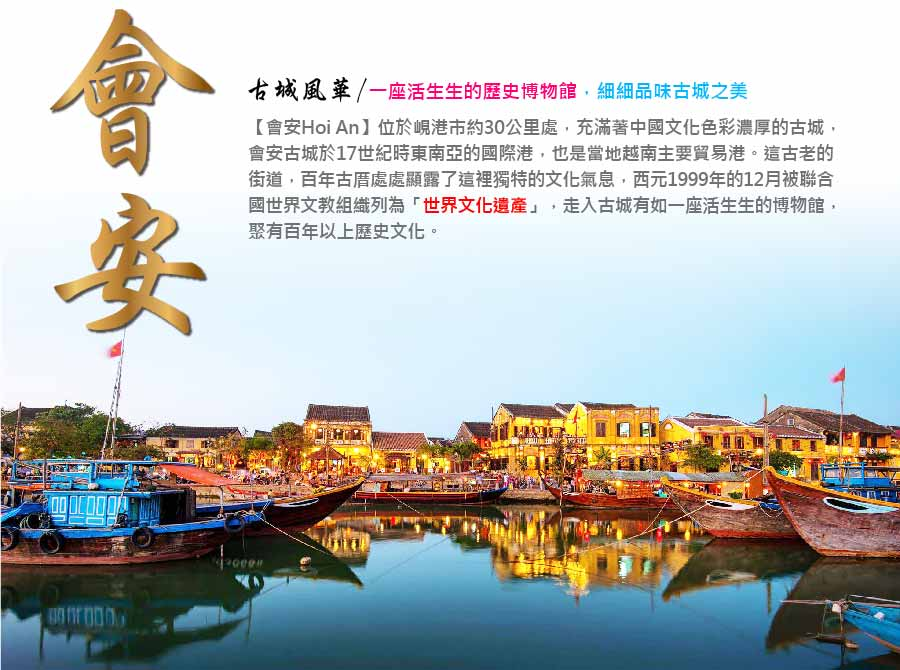 會安
古城風華/一座活生生的歷史博物館，細細品味古城之美
【會安Hoi An】位於峴港市約30公里處，充滿著中國文化色彩濃厚的古城，
會安古城於17世紀時東南亞的國際港，也是當地越南主要貿易港。這古老的
街道，百年古厝處處顯露了這裡獨特的文化氣息，西元1999年的12月被聯合
國世界文教組織列為「世界文化遺產」，走入古城有如一座活生生的博物館，
聚有百年以上歷史文化。